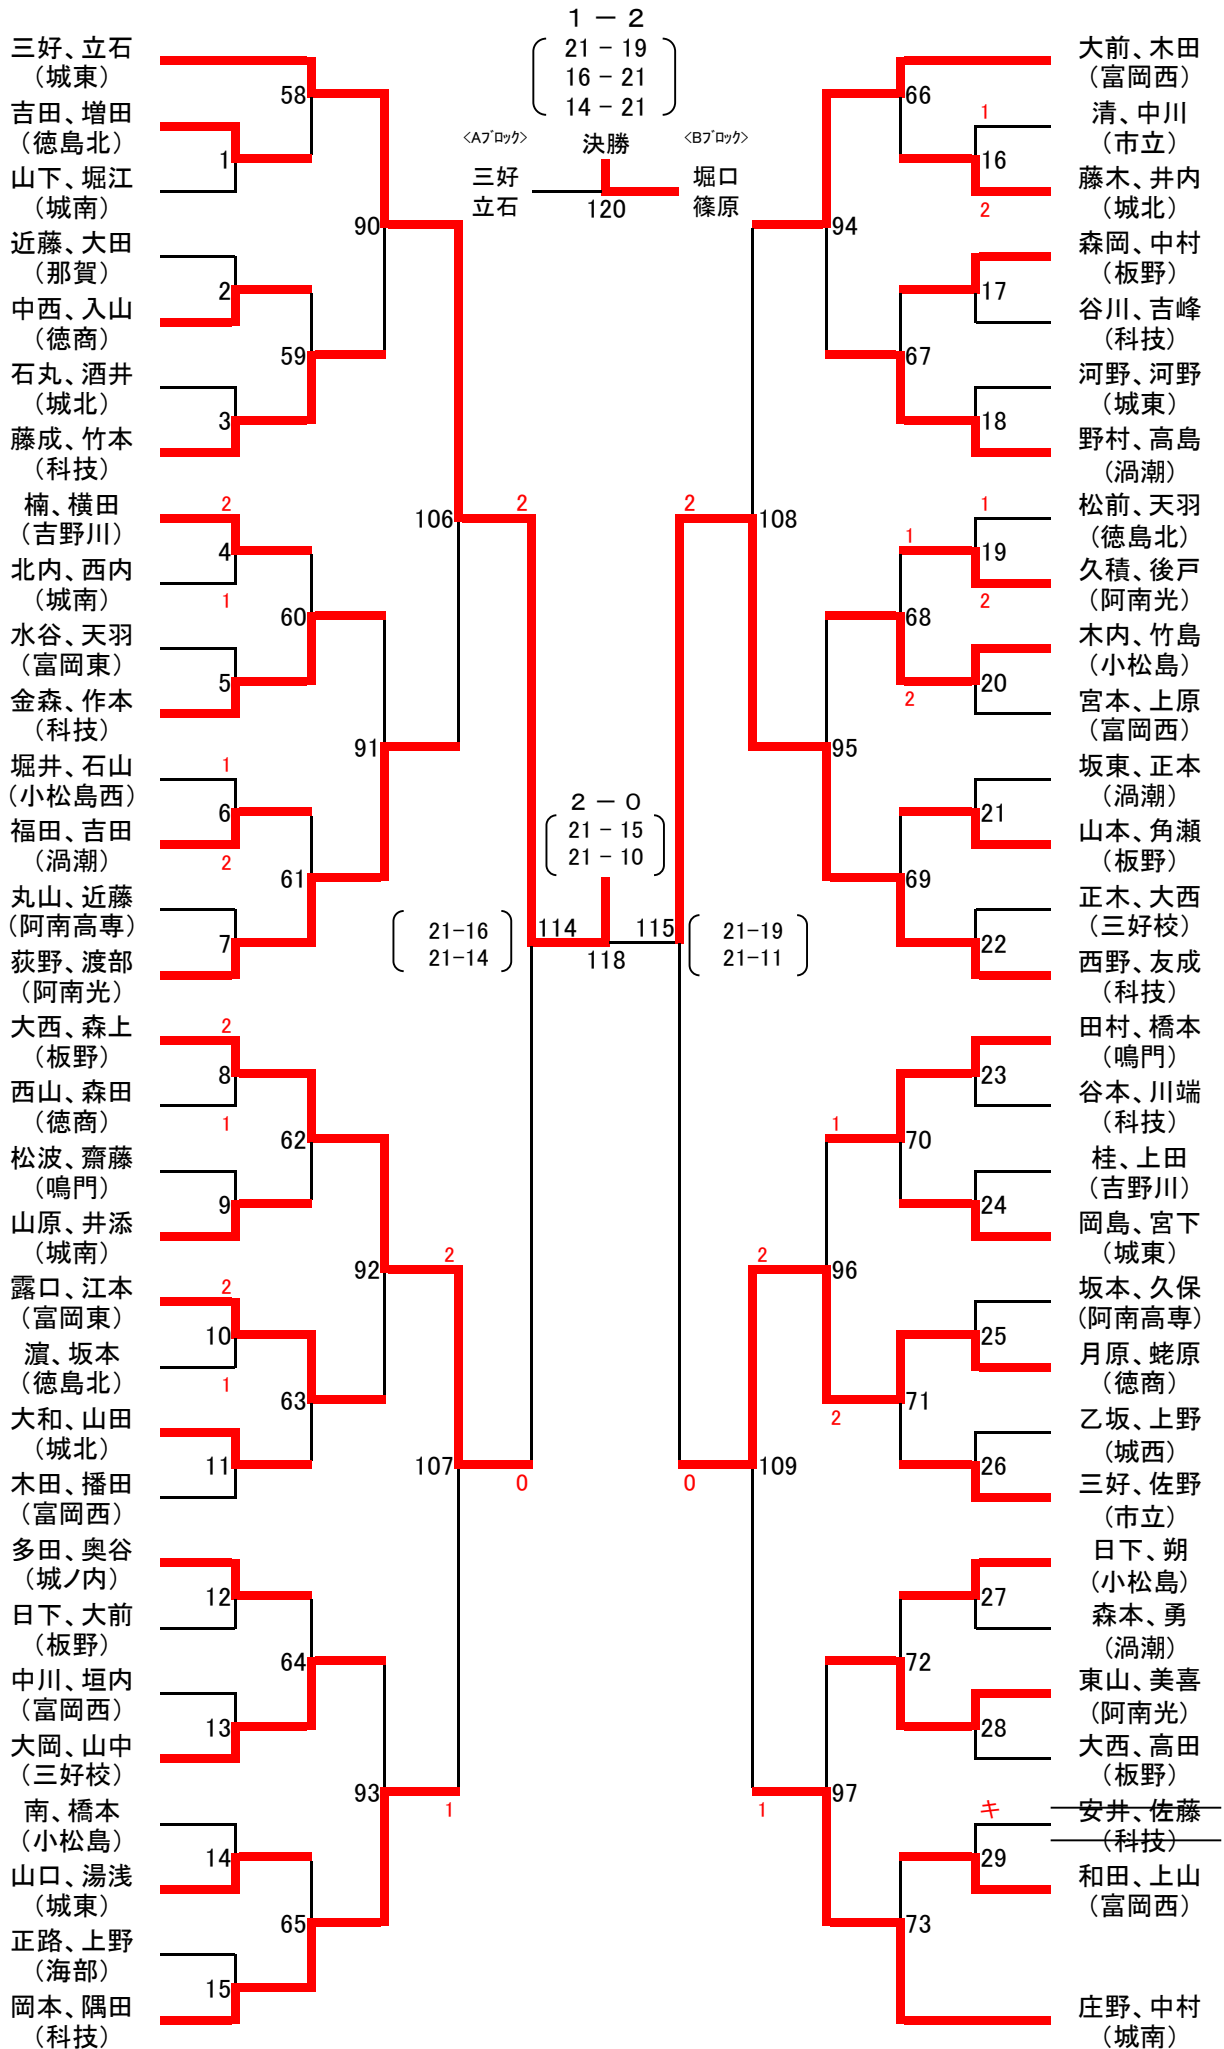 1 － 2
21 － 19
16 － 21
14 － 21
<Aﾌﾞﾛｯｸ>
決勝
<Bﾌﾞﾛｯｸ>
三好
立石
120
堀口
篠原
三好、立石
（城東）
58
吉田、増田
（徳島北）
1
山下、堀江
（城南）
90
近藤、大田
（那賀）
2
中西、入山
（徳商）
59
石丸、酒井
（城北）
3
藤成、竹本
（科技）
106
2
楠、横田
（吉野川）
2
4
北内、西内
（城南）
1
60
水谷、天羽
（富岡東）
5
金森、作本
（科技）
91
堀井、石山
（小松島西）
1
6
福田、吉田
（渦潮）
2
61
丸山、近藤
（阿南高専）
7
荻野、渡部
（阿南光）
21-16
21-14
114
2 － 0
21 － 15
21 － 10
118
115
21-19
21-11
大西、森上
（板野）
2
8
西山、森田
（徳商）
1
62
松波、齋藤
（鳴門）
9
山原、井添
（城南）
92
2
露口、江本
（富岡東）
2
10
濵、坂本
（徳島北）
1
63
大和、山田
（城北）
11
木田、播田
（富岡西）
107
0
多田、奥谷
（城ノ内）
12
日下、大前
（板野）
64
中川、垣内
（富岡西）
13
大岡、山中
（三好校）
93
1
南、橋本
（小松島）
14
山口、湯浅
（城東）
65
正路、上野
（海部）
15
岡本、隅田
（科技）
大前、木田
（富岡西）
66
清、中川
（市立）
1
16
藤木、井内
（城北）
2
94
森岡、中村
（板野）
17
谷川、吉峰
（科技）
67
河野、河野
（城東）
18
野村、高島
（渦潮）
2
108
松前、天羽
（徳島北）
1
1
19
久積、後戸
（阿南光）
2
68
木内、竹島
（小松島）
20
2
宮本、上原
（富岡西）
95
坂東、正本
（渦潮）
21
山本、角瀬
（板野）
69
正木、大西
（三好校）
22
西野、友成
（科技）
田村、橋本
（鳴門）
23
谷本、川端
（科技）
1
70
桂、上田
（吉野川）
24
岡島、宮下
（城東）
2
96
坂本、久保
（阿南高専）
25
月原、蛯原
（徳商）
2
71
乙坂、上野
（城西）
26
三好、佐野
（市立）
0
109
日下、朔
（小松島）
27
森本、勇
（渦潮）
72
東山、美喜
（阿南光）
28
大西、高田
（板野）
1
97
キ
安井、佐藤
（科技）
29
和田、上山
（富岡西）
73
庄野、中村
（城南）